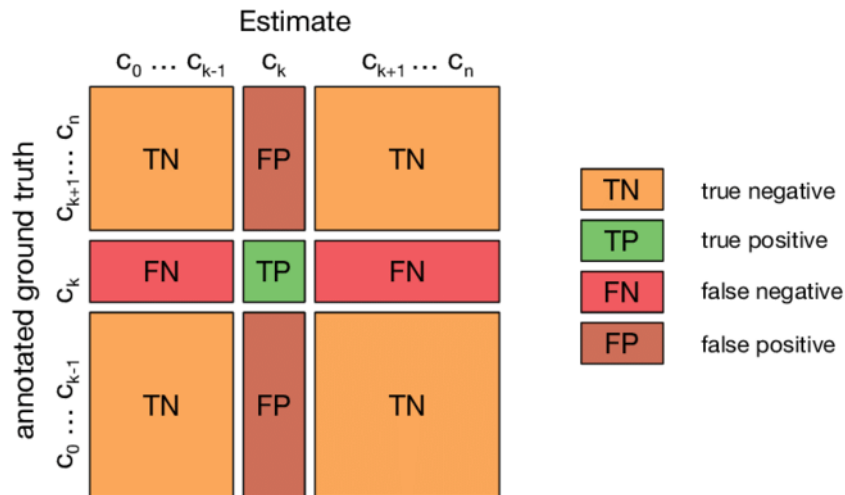 Estimate
c0 ... ck-1 ck ck+1 ... cn
annotated ground truth
ck+1... cn
TN FP TN
ck
FN TP FN
c0 ... ck-1
TN FP TN
TN true negative
TP true positive
FN false negative
FP false positive